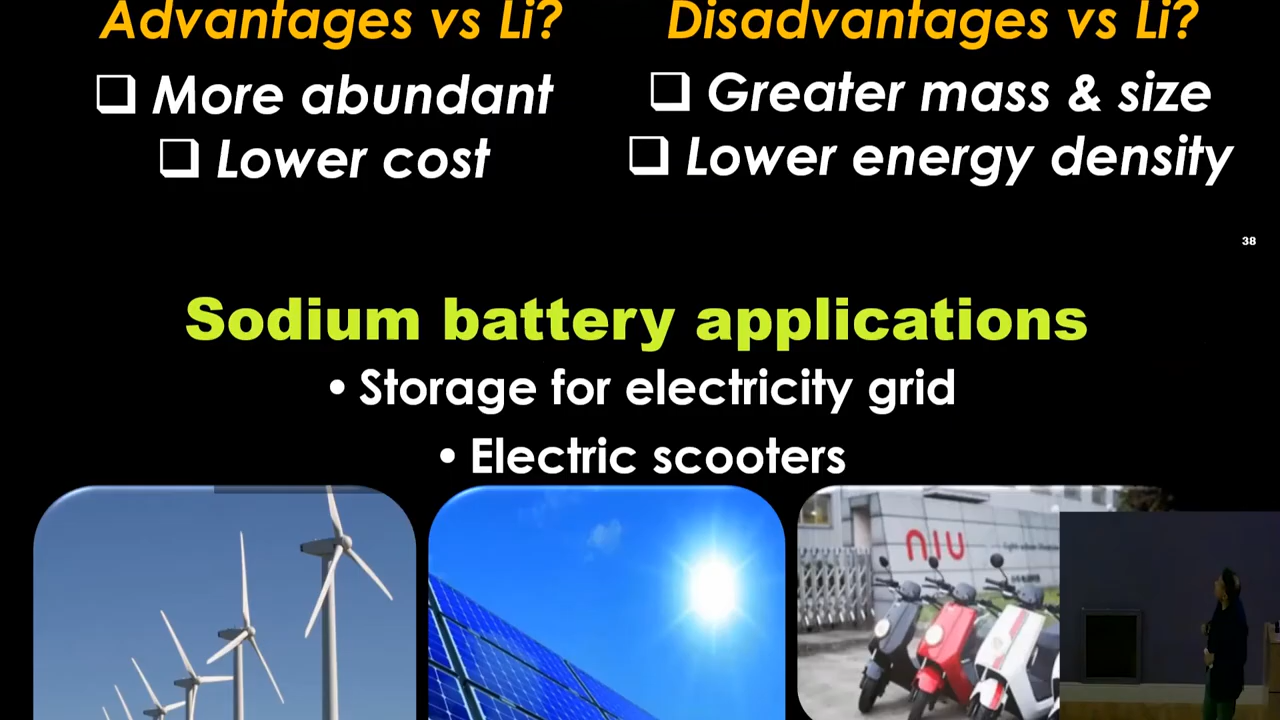 Advantages vs Li?
Disadvantages vs Li?
❑ More abundant
❑ Greater mass & size
❑ Lower cost
❑ Lower energy density
38
Sodium battery applications
• Storage for electricity grid
• Electric scooters
niu